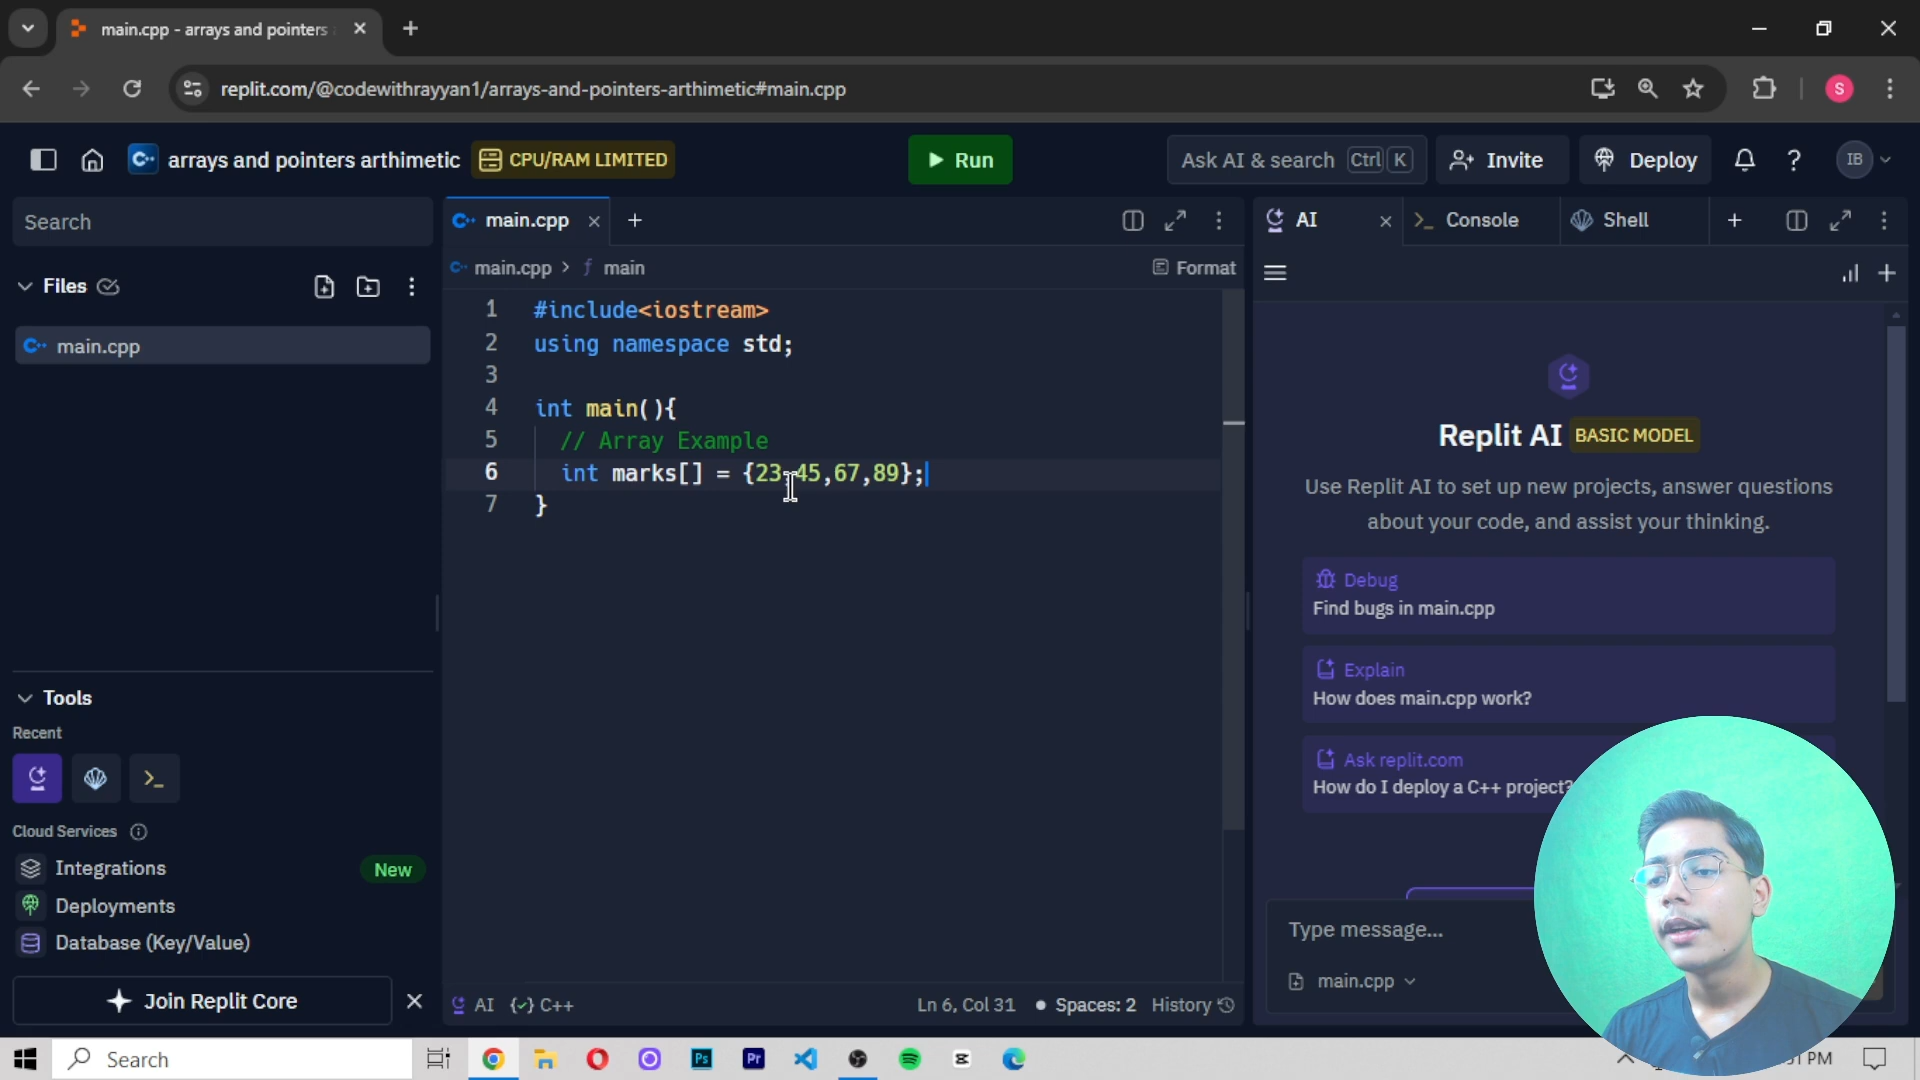 main.cpp - arrays and pointers
replit.com/@codewithrayyan1/arrays-and-pointers-arthimetic#main.cpp
S
arrays and pointers arthimetic
CPU/RAM LIMITED
Run
Ask AI & search Ctrl K
Invite
Deploy
?
IB
Search
main.cpp
AI
Console
Shell
Files
main.cpp > f main
Format
main.cpp
1 #include<iostream>
2 using namespace std;
3
4 int main(){
5 // Array Example
6 int marks[] = {23,45,67,89};
7 }
Replit AI BASIC MODEL
Use Replit AI to set up new projects, answer questions
about your code, and assist your thinking.
Debug
Find bugs in main.cpp
Explain
How does main.cpp work?
Ask replit.com
How do I deploy a C++ project?
Type message...
main.cpp
Tools
Recent
Cloud Services
Integrations New
Deployments
Database (Key/Value)
Join Replit Core
AI {✓} C++
Ln 6, Col 31 • Spaces: 2 History
Search
Ps
Pr
PM